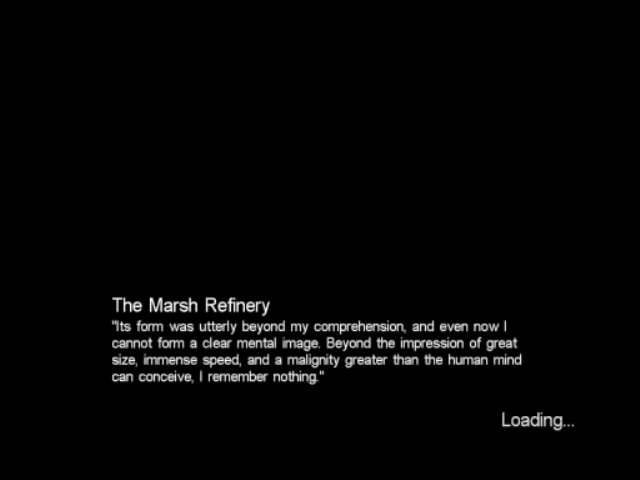 The Marsh Refinery
"Its form was utterly beyond my comprehension, and even now I
cannot form a clear mental image. Beyond the impression of great
size, immense speed, and a malignity greater than the human mind
can conceive, I remember nothing."
Loading...